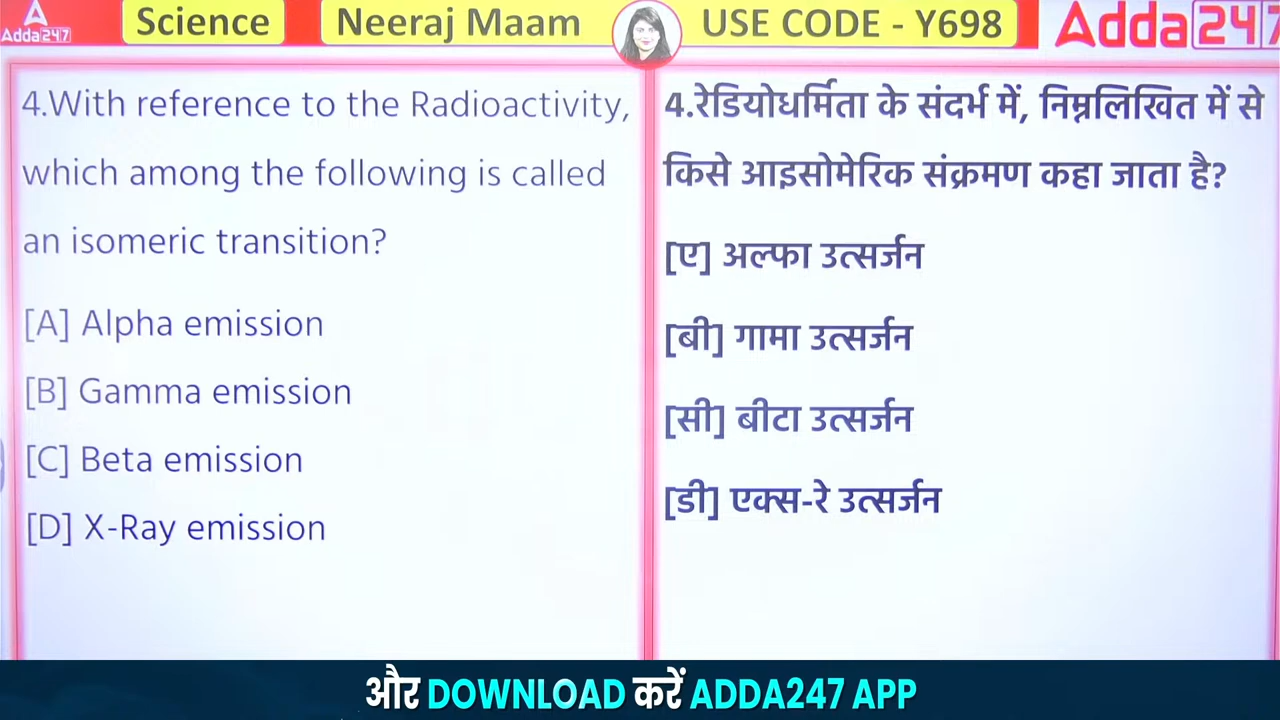 Adda247
Science
Neeraj Maam
USE CODE - Y698
Adda247
4.With reference to the Radioactivity,
which among the following is called
an isomeric transition?
[A] Alpha emission
[B] Gamma emission
[C] Beta emission
[D] X-Ray emission
4.रेडियोधर्मिता के संदर्भ में, निम्नलिखित में से
किसे आइसोमेरिक संक्रमण कहा जाता है?
[ए] अल्फा उत्सर्जन
[बी] गामा उत्सर्जन
[सी] बीटा उत्सर्जन
[डी] एक्स-रे उत्सर्जन
और DOWNLOAD करें ADDA247 APP